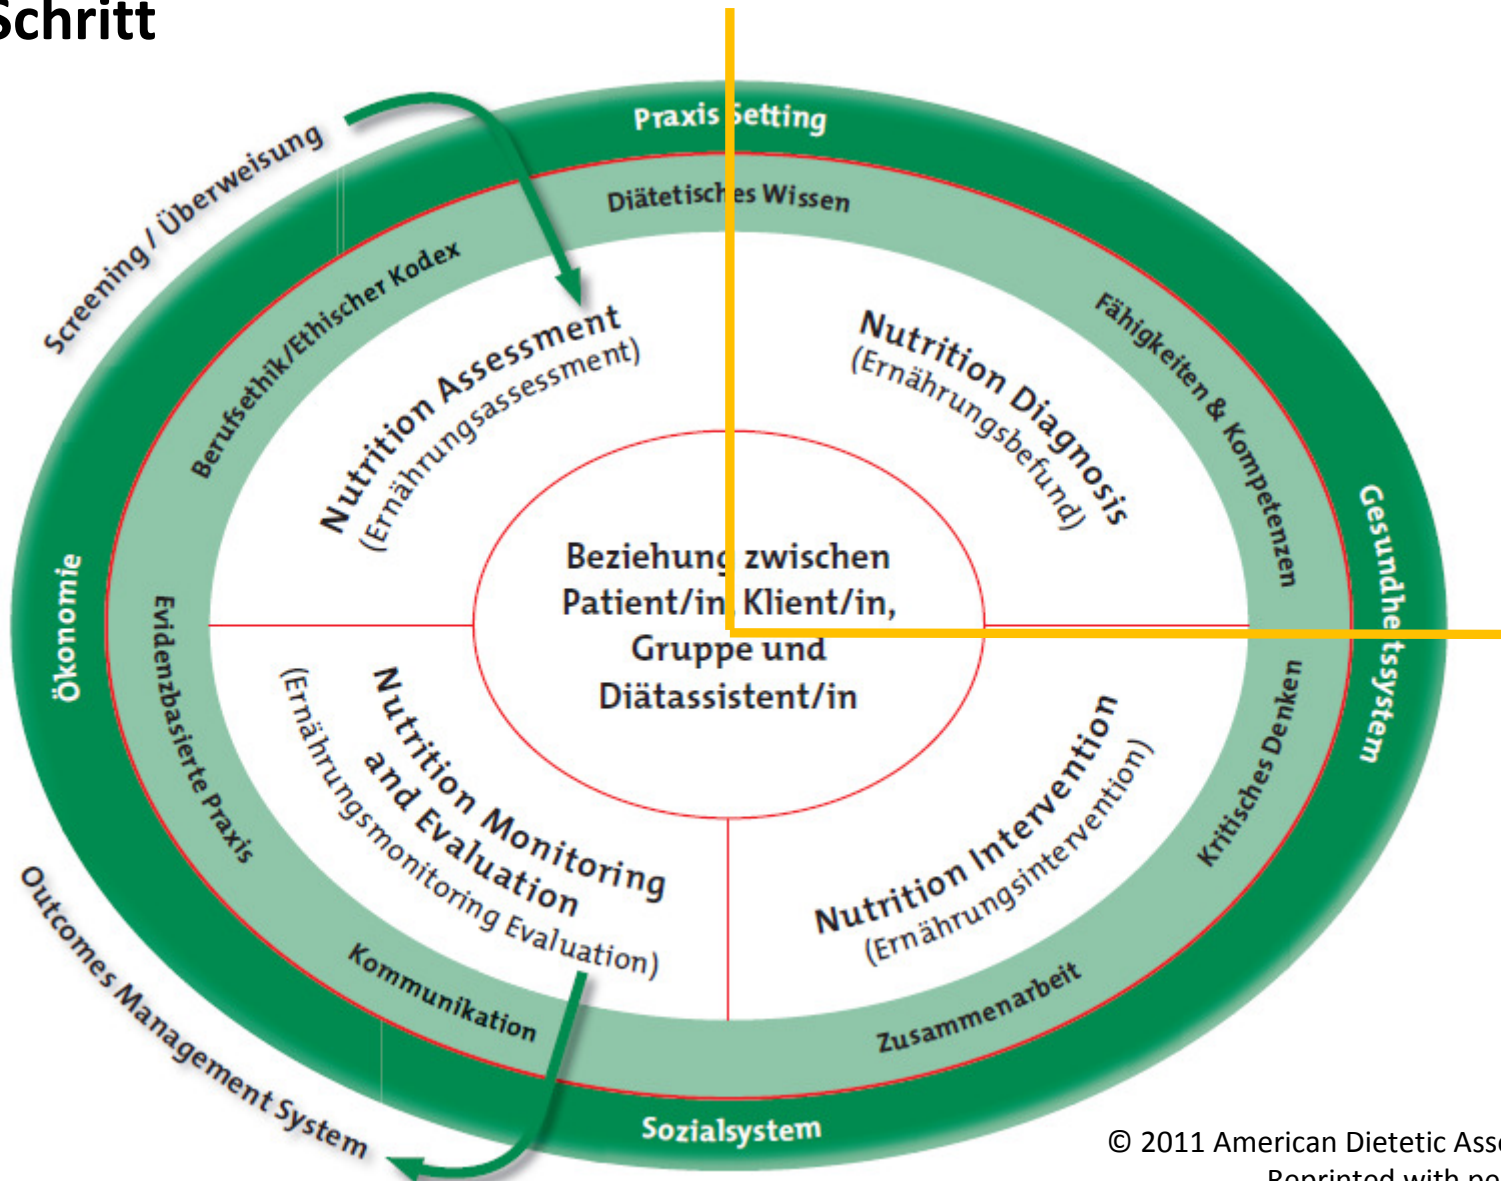 Schritt
Praxis Setting
Diätetisches Wissen
Screening / Überweisung
Berufsethik/Ethischer Kodex
Fähigkeiten & Kompetenzen
Nutrition Assessment
(Ernährungsassessment)
Nutrition Diagnosis
(Ernährungsbefund)
Gesundheitssystem
Ökonomie
Evidenzbasierte Praxis
Beziehung zwischen
Patient/in, Klient/in,
Gruppe und
Diätassistent/in
Kritisches Denken
Nutrition Monitoring
and Evaluation
(Ernährungsmonitoring Evaluation)
Nutrition Intervention
(Ernährungsintervention)
Outcomes Management System
Kommunikation
Zusammenarbeit
Sozialsystem
© 2011 American Dietetic
Reprinted with